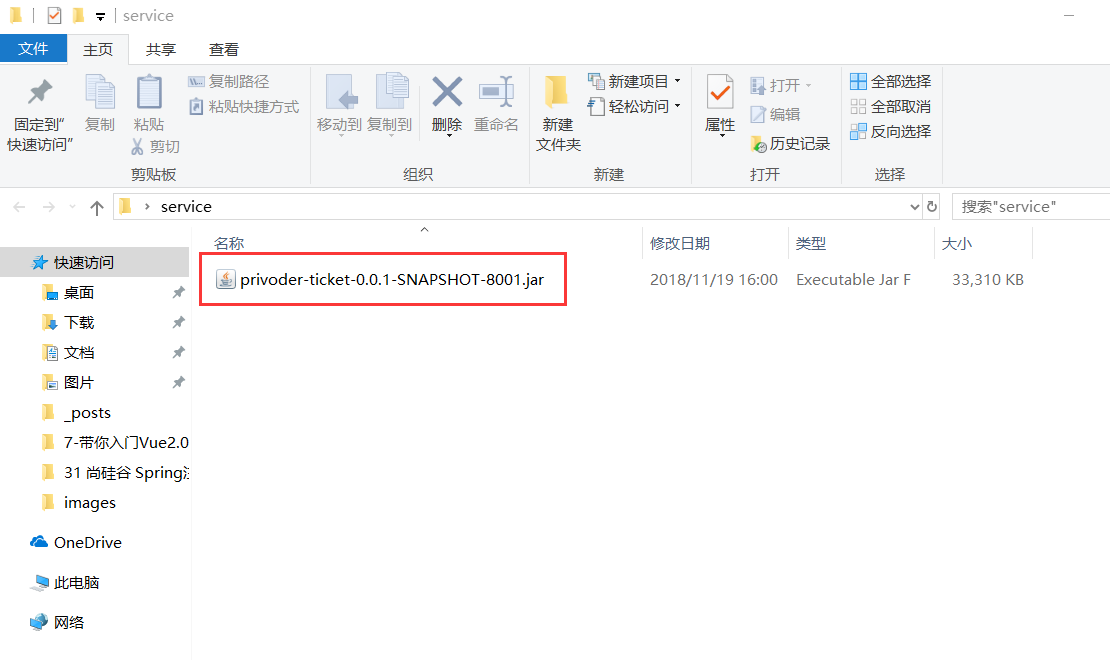 service
文件 主页 共享 查看
固定到"
快速访问"
复制
粘贴
复制路径
粘贴快捷方式
剪切
剪贴板
移动到
复制到
删除
重命名
组织
新建
文件夹
新建项目
轻松访问
新建
属性
打开
编辑
历史记录
打开
全部选择
全部取消
反向选择
选择
service
搜索"service"
名称 修改日期 类型 大小
privoder-ticket-0.0.1-SNAPSHOT-8001.jar 2018/11/19 16:00 Executable Jar F 33,310 KB
快速访问
桌面
下载
文档
图片
_posts
7-带你入门Vue2.0
31 尚硅谷 Spring
images
OneDrive
此电脑
网络